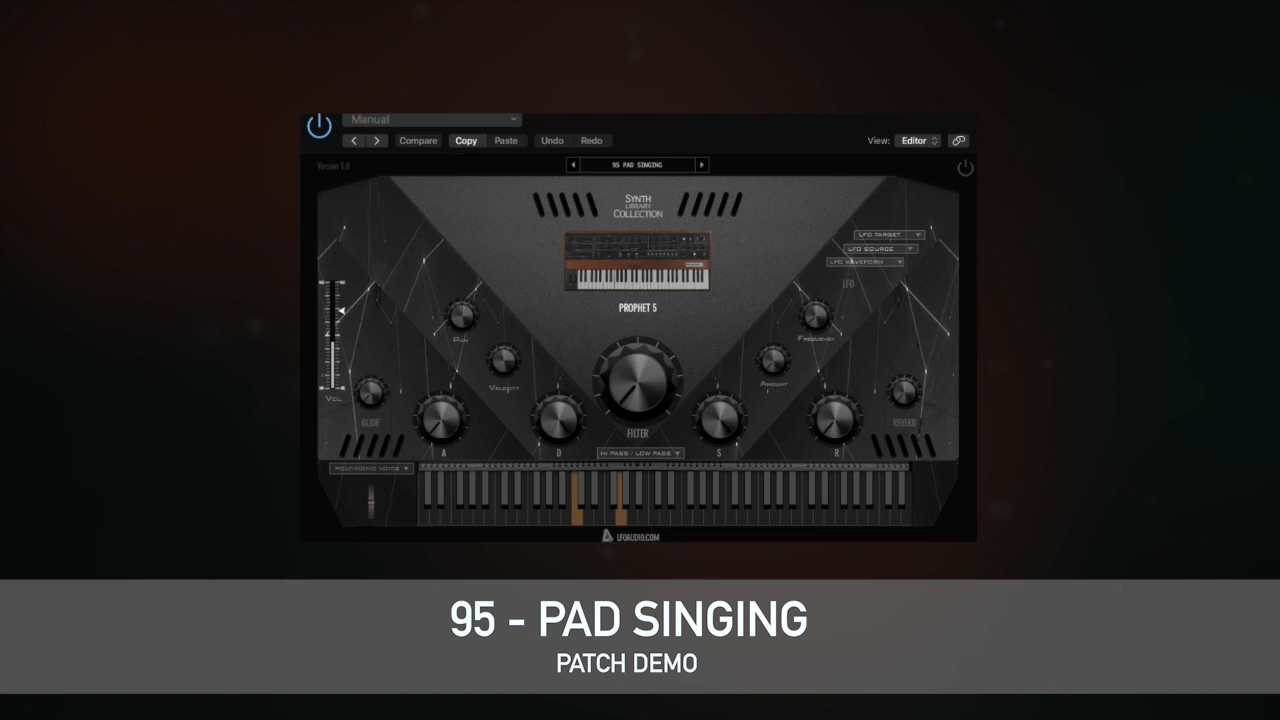 Manual
Compare Copy Paste Undo Redo View: Editor
95 PAD SINGING
SYNTH
LIBRARY
COLLECTION
LFO TARGET
LFO SOURCE
LFO WAVEFORM
LFO
PROPHET 5
PAN
FREQUENCY
VELOCITY
AMOUNT
VOL
GLIDE
REVERB
FILTER
A D S R
HI PASS / LOW PASS
POLY/MONO VOICE
LFOAUDIO.COM
95 - PAD SINGING
PATCH DEMO